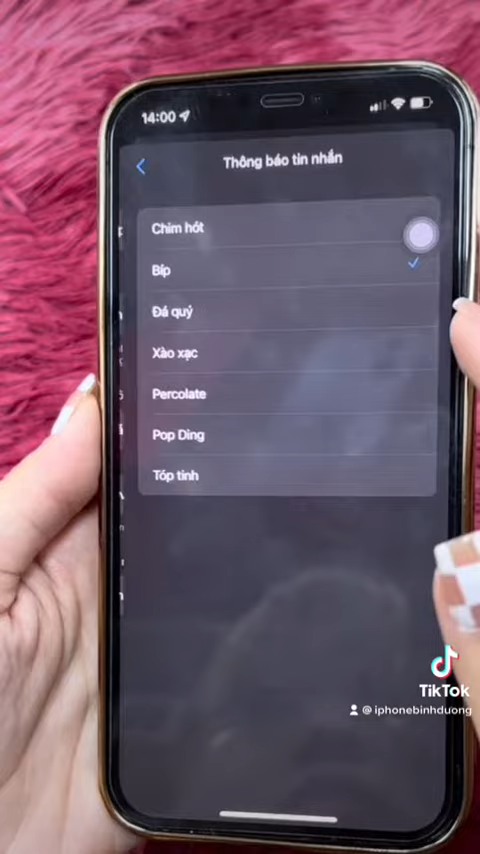 14:00
Thông báo tin nhắn
Chim hót
Bíp
Đá quý
Xào xạc
Percolate
Pop Ding
Tóp tinh
TikTok
@iphonebinhduong